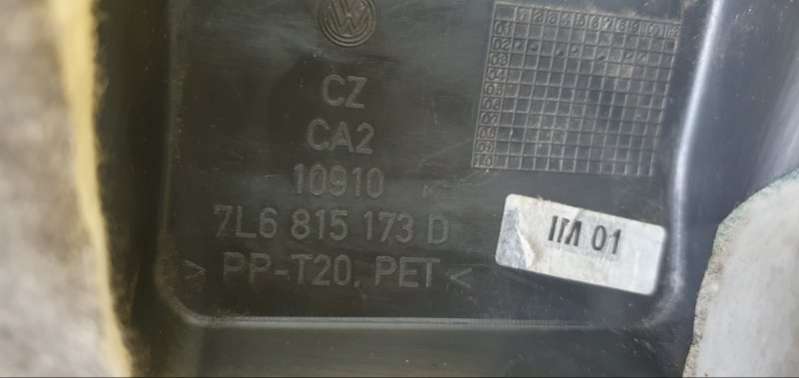 CZ
CA2
10910
7L6 815 173 D
> PP-T20. PET <
IM 01